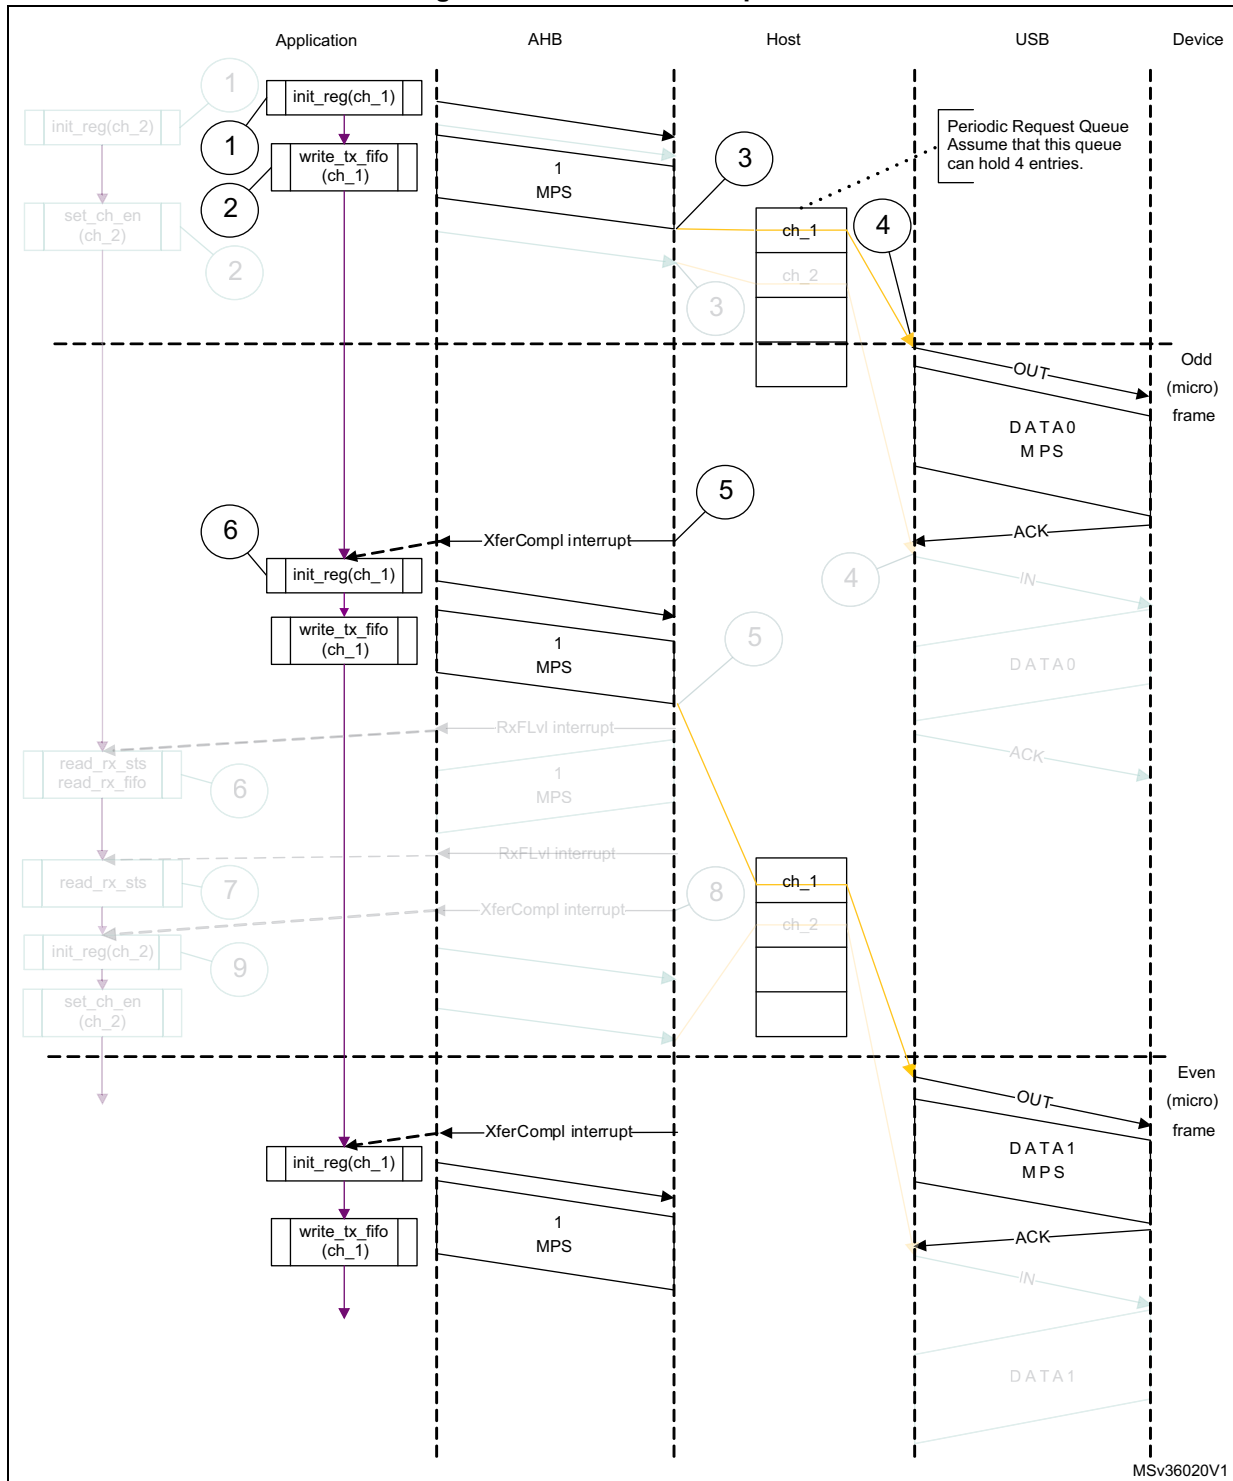 Application
AHB
Host
USB
Device
1
init_reg(ch_1)
init_reg(ch_2)
1
write_tx_fifo
(ch_1)
1
MPS
3
Periodic Request Queue
Assume that this queue
can hold 4 entries.
2
set_ch_en
(ch_2)
2
ch_1
4
ch_2
3
Odd
(micro)
frame
OUT
DATA0
MPS
5
6
XferCompl interrupt
ACK
init_reg(ch_1)
4
IN
write_tx_fifo
(ch_1)
1
MPS
5
DATA0
RxFLvl interrupt
ACK
read_rx_sts
read_rx_fifo
6
1
MPS
RxFLvl interrupt
read_rx_sts
7
8
ch_1
XferCompl interrupt
ch_2
init_reg(ch_2)
9
set_ch_en
(ch_2)
Even
(micro)
frame
OUT
XferCompl interrupt
DATA1
MPS
init_reg(ch_1)
write_tx_fifo
(ch_1)
1
MPS
ACK
IN
DATA1
MSv36020V1